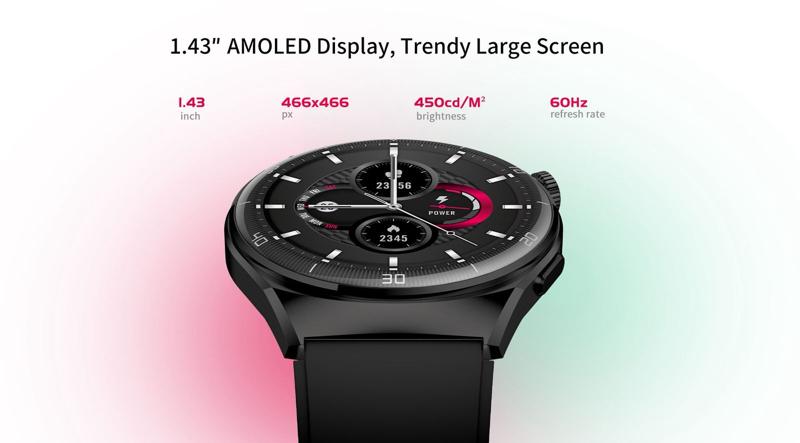 1.43" AMOLED Display, Trendy Large Screen
1.43
inch
466x466
px
450cd/M²
brightness
60Hz
refresh rate
23 56
POWER
2345
40
30
20